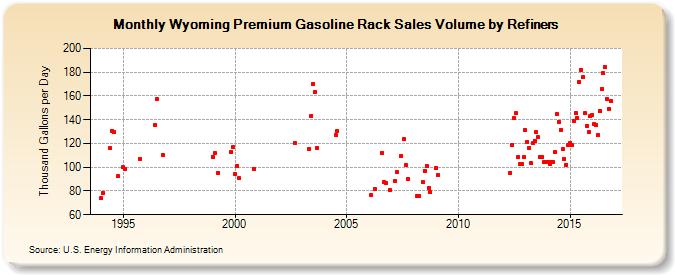 Monthly Wyoming Premium Gasoline Rack Sales Volume by Refiners
Thousand Gallons per Day
200
180
160
140
120
100
80
60
1995 2000 2005 2010 2015
Source: U.S. Energy Information Administration